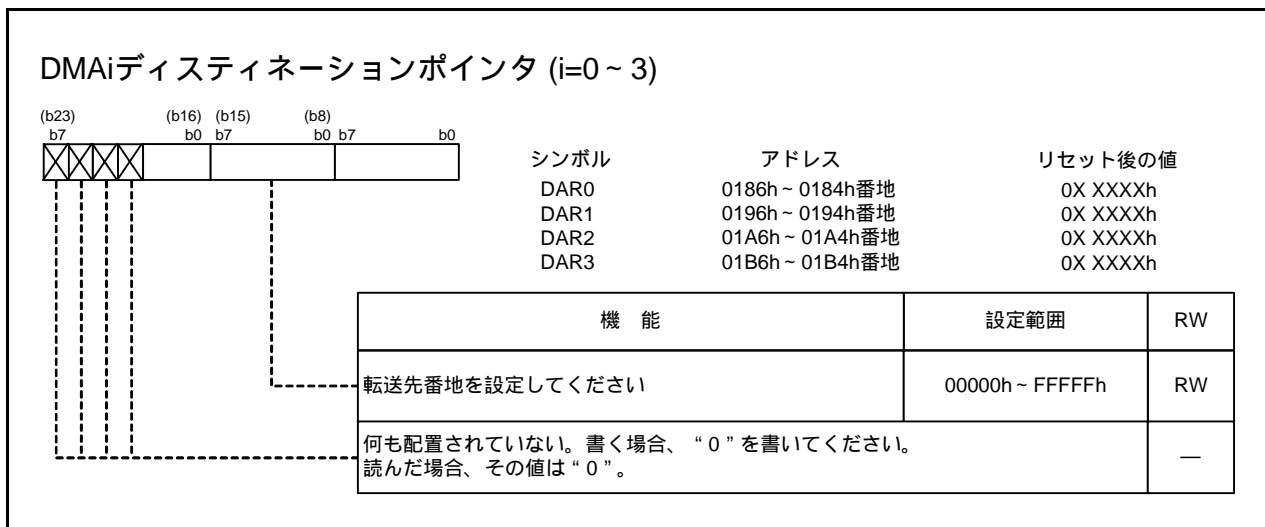 DMAiディスティネーションポインタ (i=0 ~ 3)
(b23) (b16) (b15) (b8)
b7 b0 b7 b0 b7 b0
シンボル アドレス リセット後の値
DAR0 0186h ~ 0184h番地 0X XXXXh
DAR1 0196h ~ 0194h番地 0X XXXXh
DAR2 01A6h ~ 01A4h番地 0X XXXXh
DAR3 01B6h ~ 01B4h番地 0X XXXXh
機 能 設定範囲 RW
転送先番地を設定してください 00000h ~ FFFFFh RW
何も配置されていない。書く場合、“ 0 ” を書いてください。
読んだ場合、その値は “ 0 ” 。 —